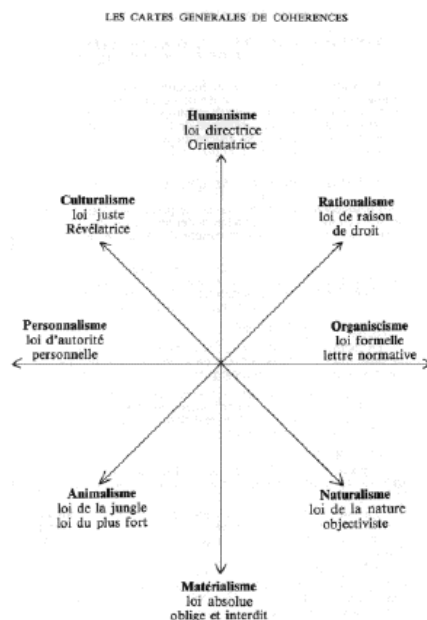 LES CARTES GENERALES DE COHERENCES
Humanisme
loi directrice
Orientatrice
Culturalisme
loi juste
Révélatrice
Rationalisme
loi de raison
de droit
Personnalisme
loi d'autorité
personnelle
Organiscisme
loi formelle
lettre normative
Animalisme
loi de la jungle
loi du plus fort
Naturalisme
loi de la nature
objectiviste
Matérialisme
loi absolue
oblige et interdit